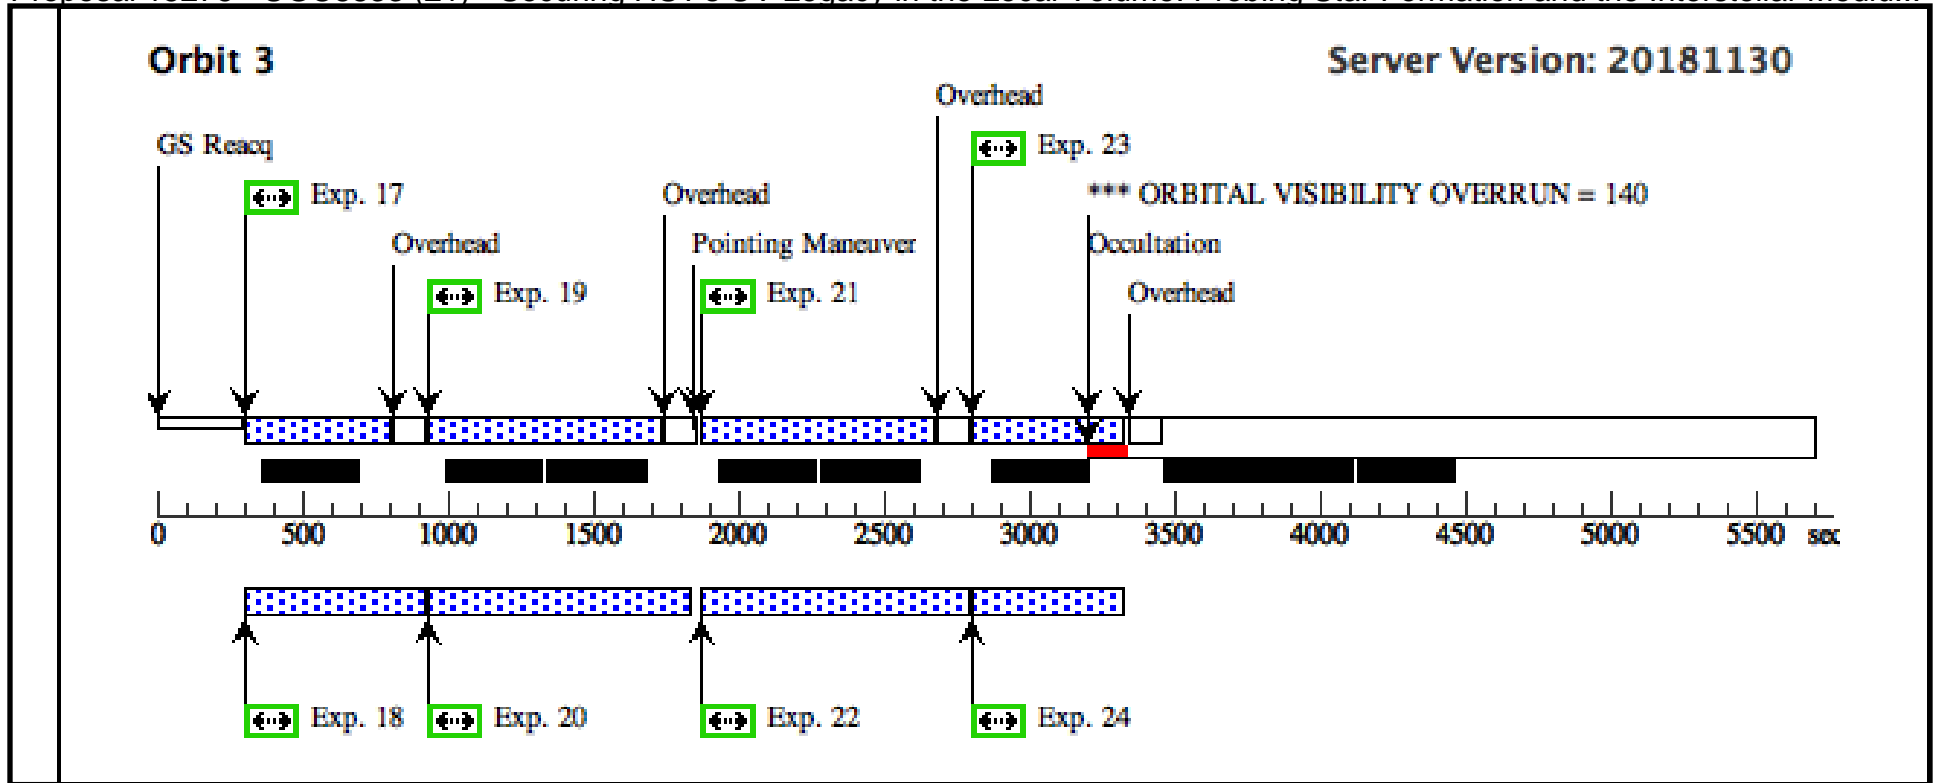 Orbit 3
Server Version: 20181130
Overhead
GS Reacq
Exp. 23
Exp. 17
Overhead
*** ORBITAL VISIBILITY OVERRUN = 140
Overhead
Pointing Maneuver
Occultation
Exp. 19
Exp. 21
Overhead
0 500 1000 1500 2000 2500 3000 3500 4000 4500 5000 5500 sec
Exp. 18
Exp. 20
Exp. 22
Exp. 24